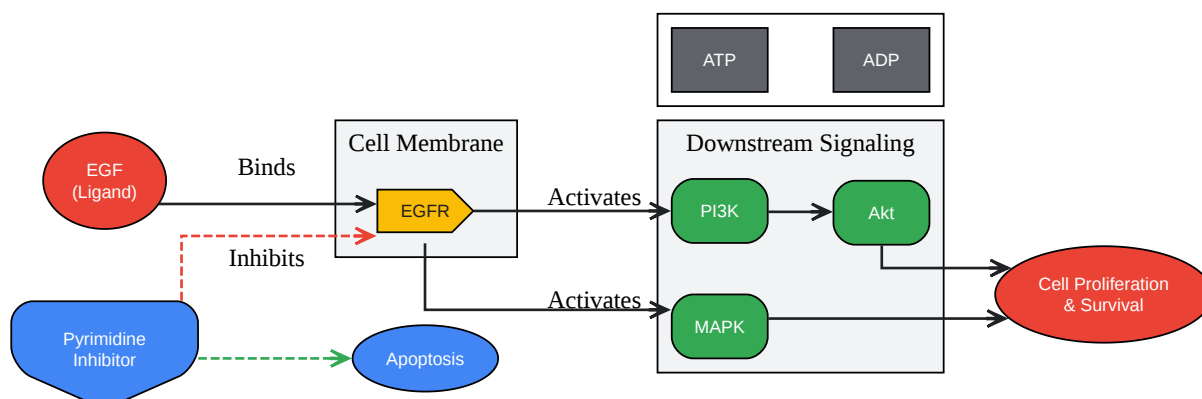 ATP
ADP
Cell Membrane
Downstream Signaling
EGF
(Ligand)
Binds
EGFR
Activates
PI3K
Akt
Inhibits
Cell Proliferation
& Survival
Activates
MAPK
Pyrimidine
Inhibitor
Apoptosis